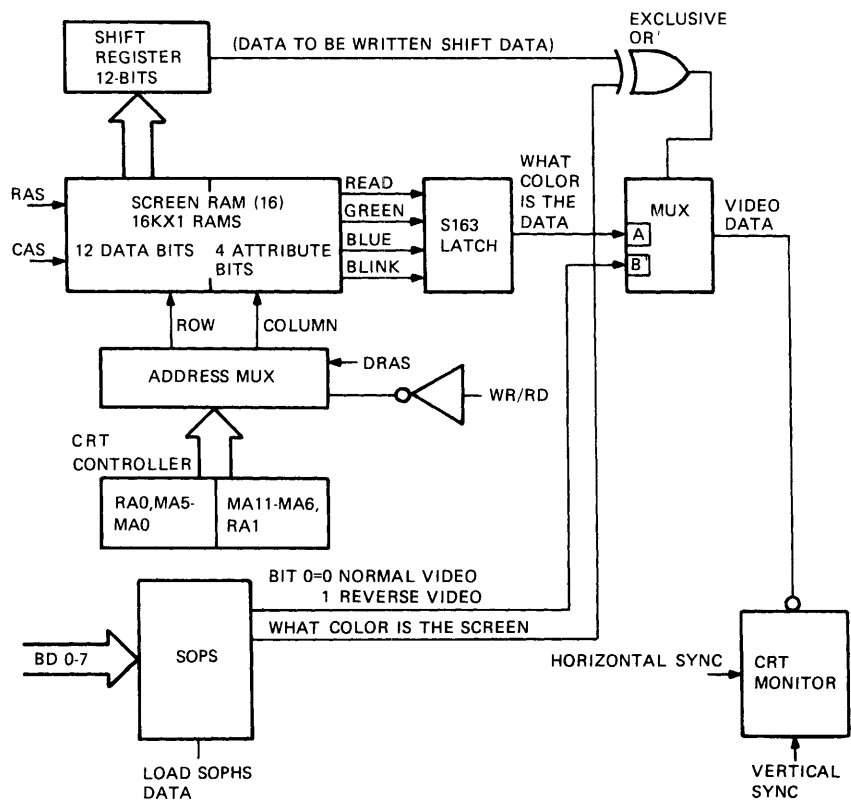 EXCLUSIVE
OR'
SHIFT
REGISTER
12-BITS
(DATA TO BE WRITTEN SHIFT DATA)
RAS
CAS
SCREEN RAM (16)
16KX1 RAMS
12 DATA BITS
4 ATTRIBUTE
BITS
READ
GREEN
BLUE
BLINK
S163
LATCH
WHAT
COLOR
IS THE
DATA
MUX
A
B
VIDEO
DATA
ROW
COLUMN
ADDRESS MUX
DRAS
WR/RD
CRT
CONTROLLER
RA0,MA5-
MA0
MA11-MA6,
RA1
BIT 0=0 NORMAL VIDEO
1 REVERSE VIDEO
WHAT COLOR IS THE SCREEN
BD 0-7
SOPS
LOAD SOPHS
DATA
HORIZONTAL SYNC
CRT
MONITOR
VERTICAL
SYNC